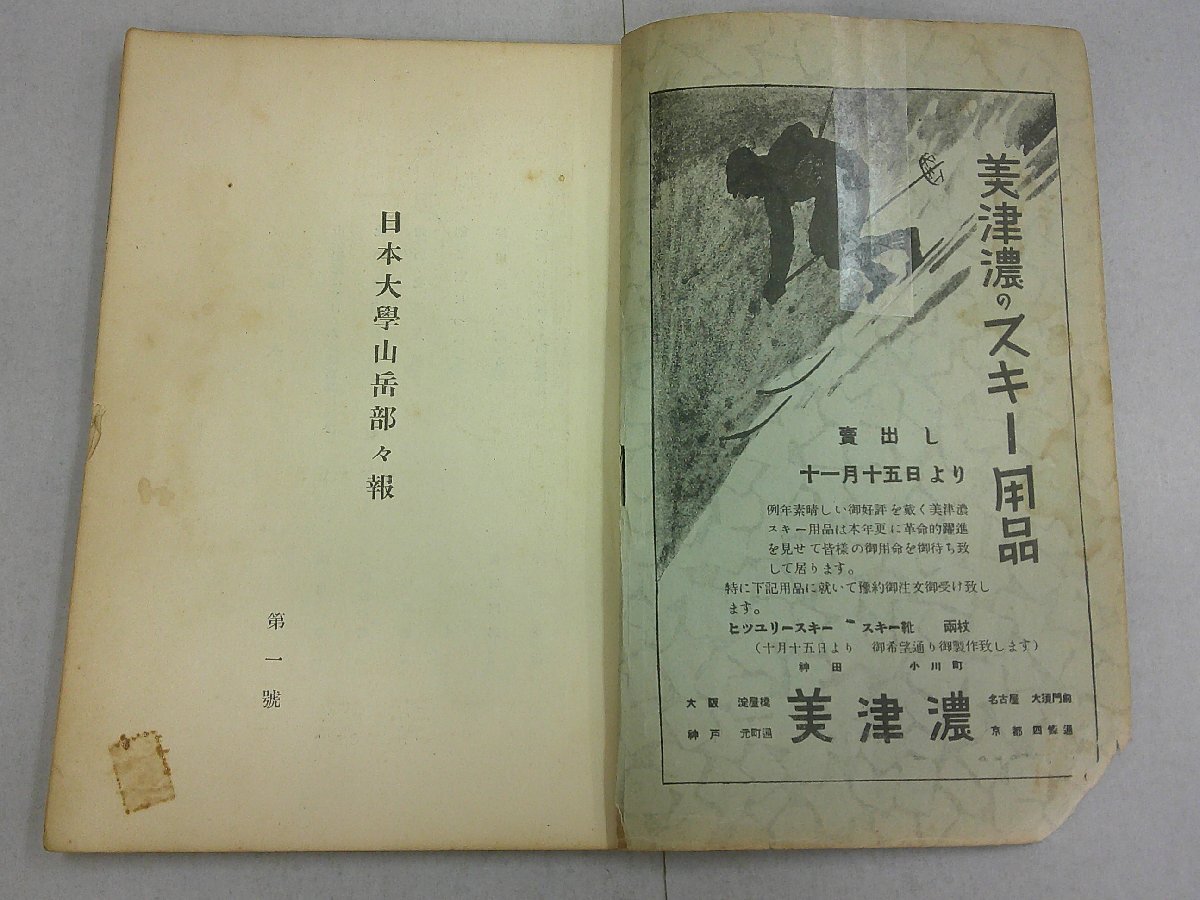 美津濃のスキー用品
賣出し
十一月十五日より
例年素晴しい御好評を戴く美津濃
スキー用品は本年更に革命的躍進
を見せて皆様の御用命を御待ち致
して居ります。
特に下記用品に就いて豫約御注文御受け致し
ます。
ヒッコリースキー スキー靴 兩杖
(十月十五日より 御希望通り御製作致します)
神田 小川町
美津濃
大阪 淀屋橋
神戸 元町通
名古屋 大須門前
京都 四條通
日本大學山岳部々報
第一號